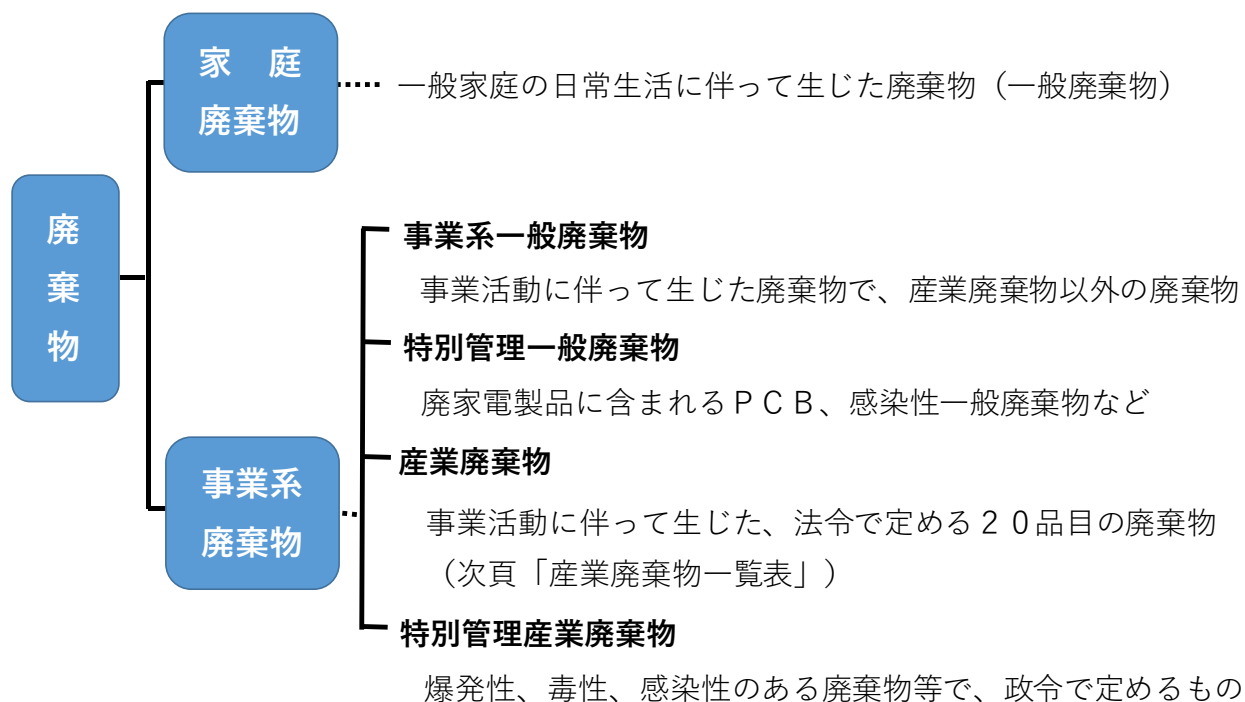 家　庭
廃棄物
一般家庭の日常生活に伴って生じた廃棄物（一般廃棄物）
廃
棄
物
事業系一般廃棄物
事業活動に伴って生じた廃棄物で、産業廃棄物以外の廃棄物
特別管理一般廃棄物
廃家電製品に含まれるＰＣＢ、感染性一般廃棄物など
事業系
廃棄物
産業廃棄物
事業活動に伴って生じた、法令で定める２０品目の廃棄物
（次頁「産業廃棄物一覧表」）
特別管理産業廃棄物
爆発性、毒性、感染性のある廃棄物等で、政令で定めるもの